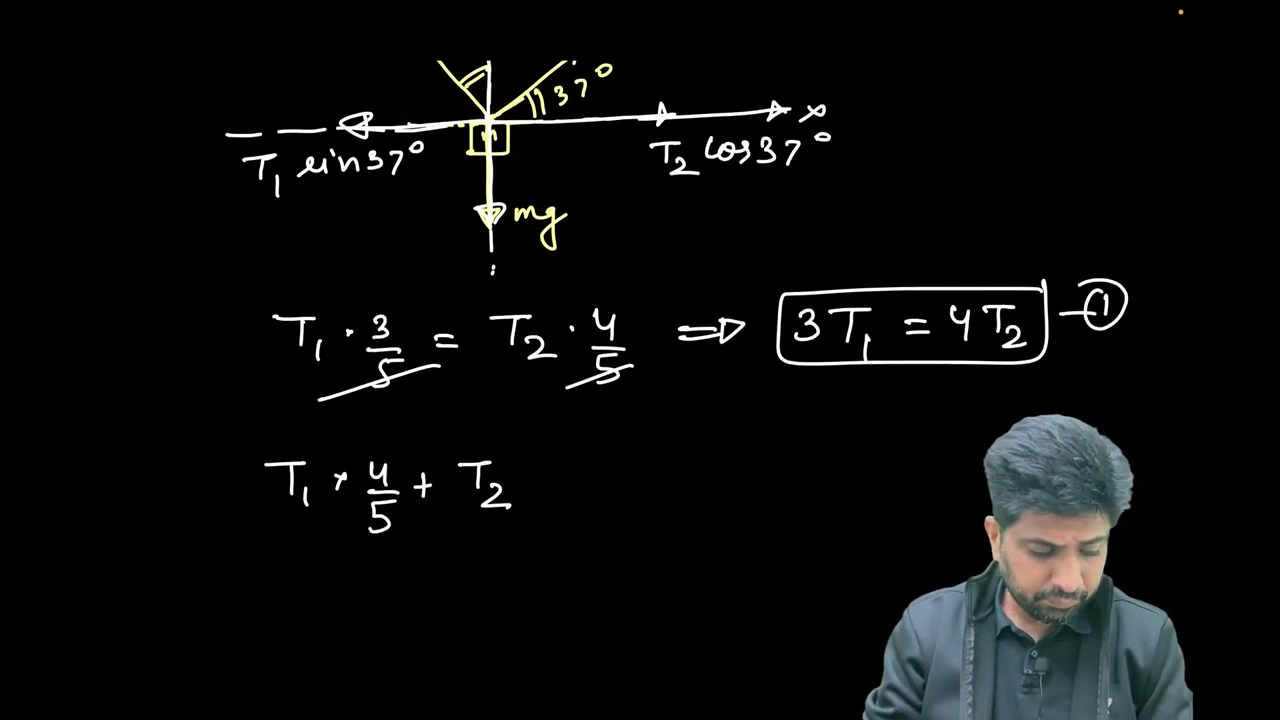 37°
m
x
T₁ sin37°
T₂ cos37°
mg
T₁ · 3/5 = T₂ · 4/5 ⇒ 3T₁ = 4T₂ — ①
T₁ × 4/5 + T₂